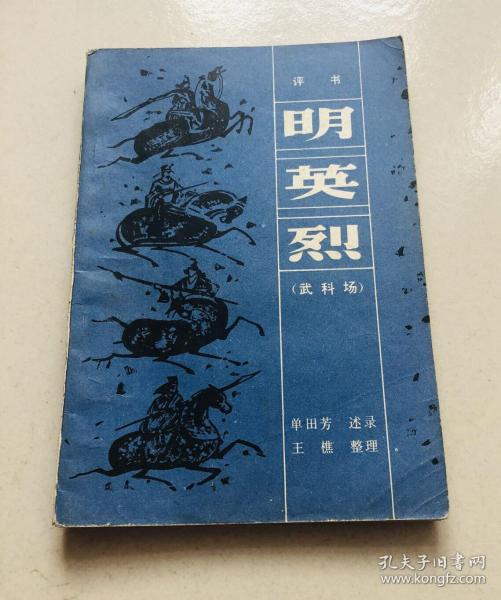 评书
明
英
烈
(武科场)
单田芳 述录
王樵 整理
孔夫子旧书网
www.kongfz.com